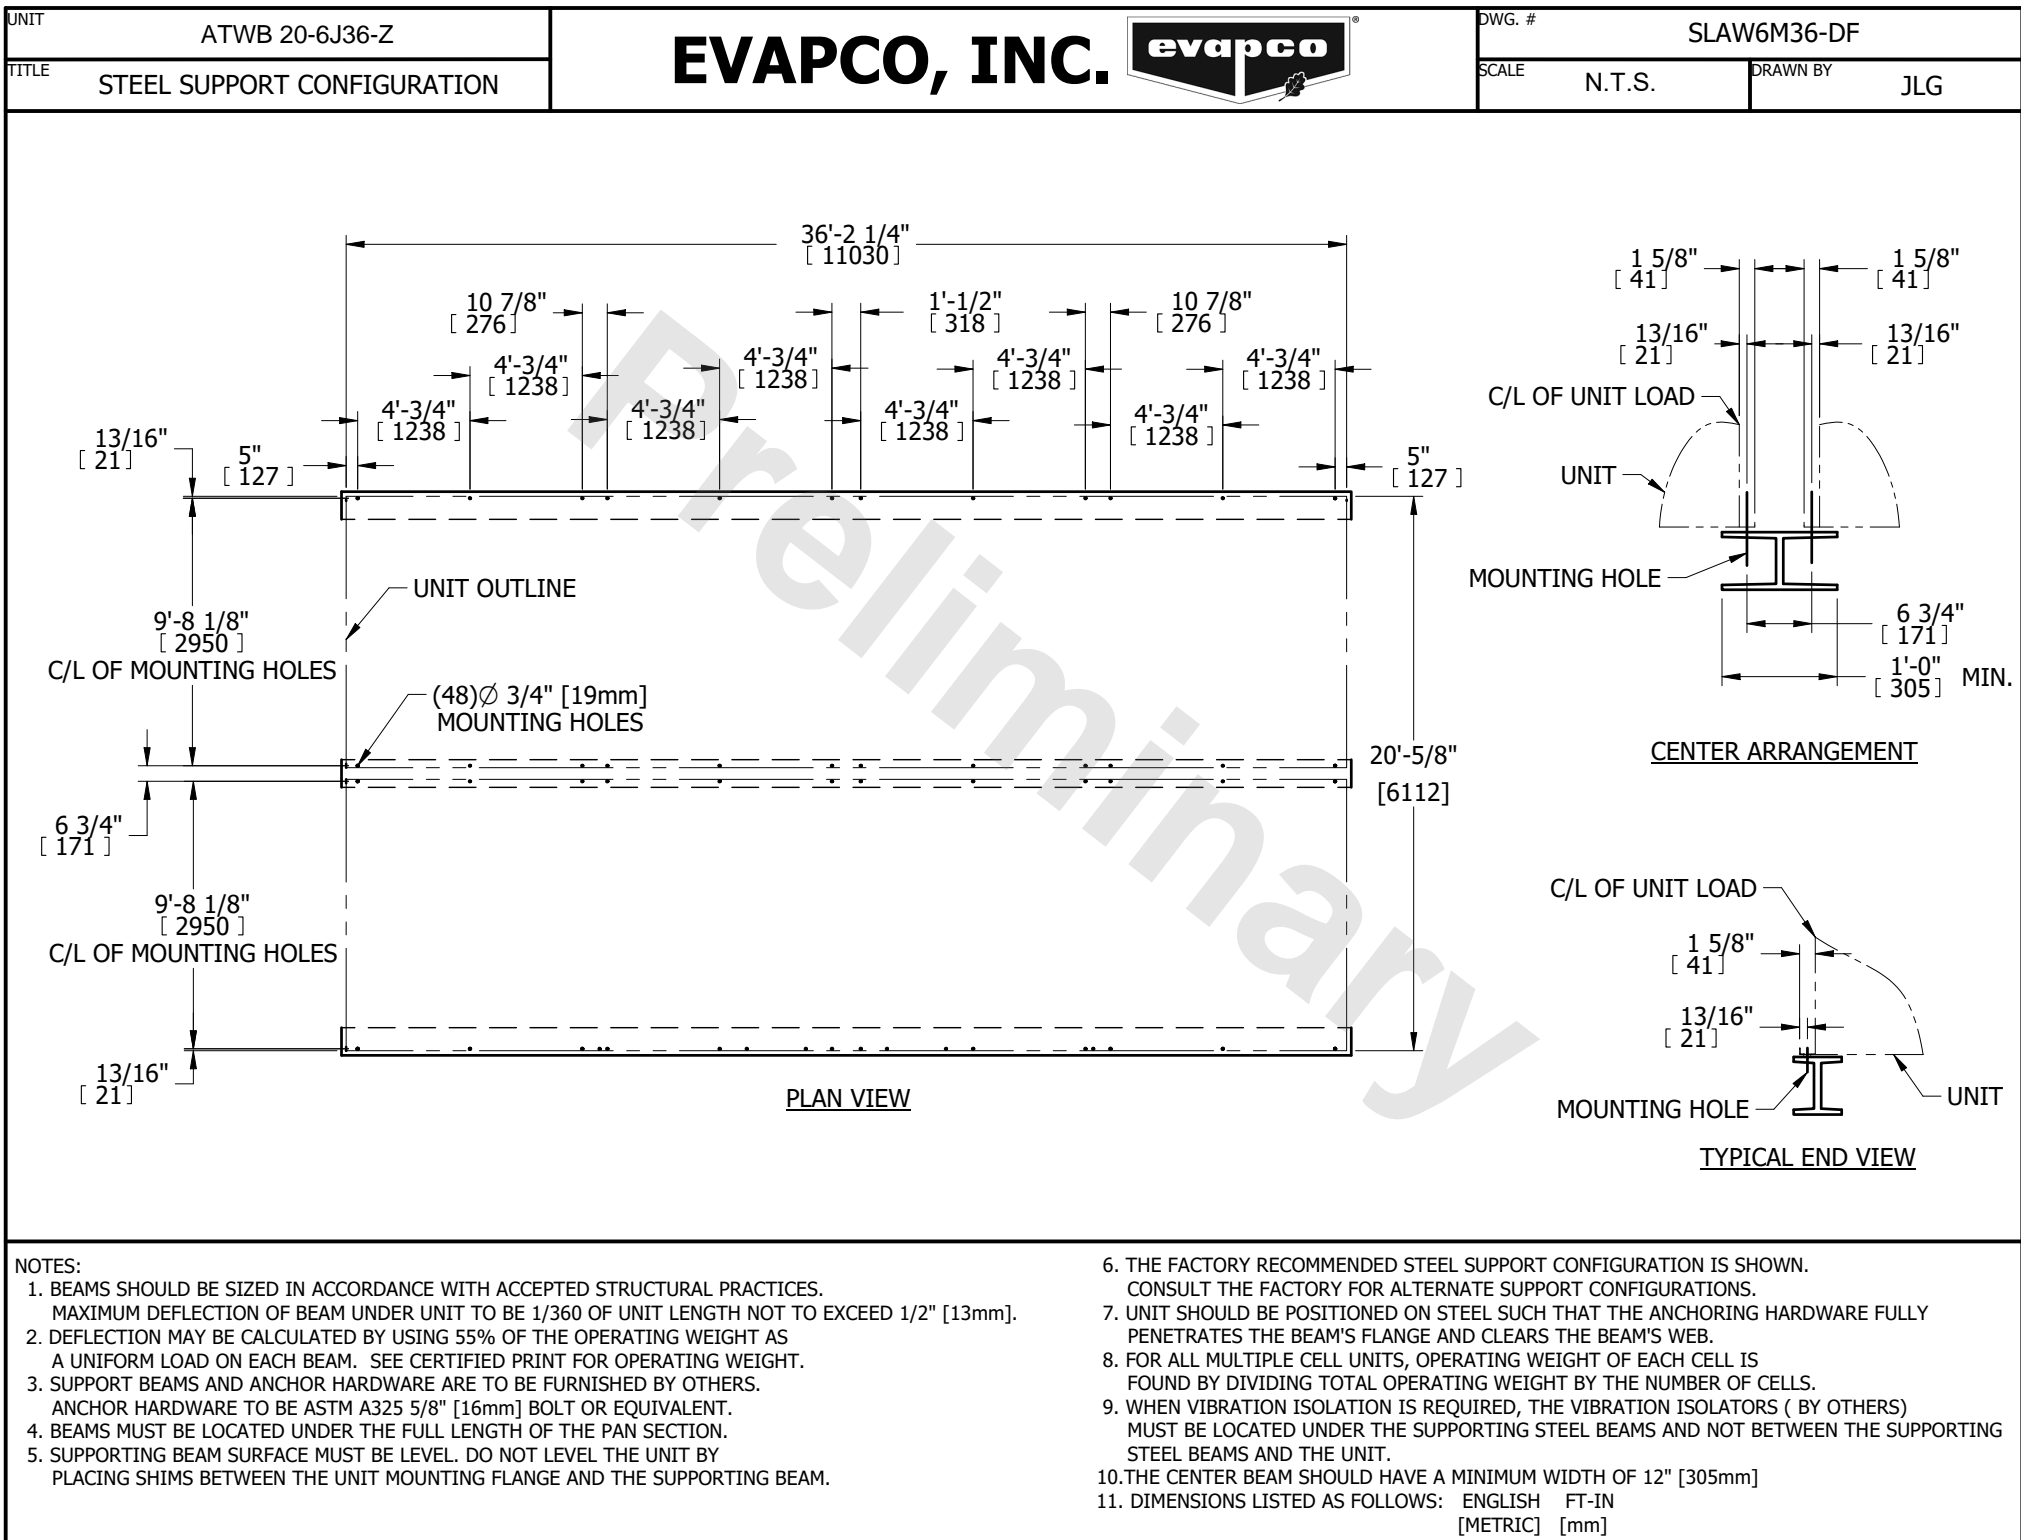 UNIT
ATWB 20-6J36-Z
TITLE
STEEL SUPPORT CONFIGURATION
EVAPCO, INC.
evapco
®
DWG. #
SLAW6M36-DF
SCALE
N.T.S.
DRAWN BY
JLG
36'-2 1/4"
[ 11030 ]
10 7/8"
[ 276 ]
1'-1/2"
[ 318 ]
10 7/8"
[ 276 ]
4'-3/4"
[ 1238 ]
4'-3/4"
[ 1238 ]
4'-3/4"
[ 1238 ]
4'-3/4"
[ 1238 ]
4'-3/4"
[ 1238 ]
4'-3/4"
[ 1238 ]
4'-3/4"
[ 1238 ]
4'-3/4"
[ 1238 ]
13/16"
[ 21 ]
5"
[ 127 ]
5"
[ 127 ]
UNIT OUTLINE
9'-8 1/8"
[ 2950 ]
C/L OF MOUNTING HOLES
(48)Ø 3/4" [19mm]
MOUNTING HOLES
20'-5/8"
[6112]
6 3/4"
[ 171 ]
9'-8 1/8"
[ 2950 ]
C/L OF MOUNTING HOLES
13/16"
[ 21 ]
PLAN VIEW
Preliminary
1 5/8"
[ 41 ]
1 5/8"
[ 41 ]
13/16"
[ 21 ]
13/16"
[ 21 ]
C/L OF UNIT LOAD
UNIT
MOUNTING HOLE
6 3/4"
[ 171 ]
1'-0"
[ 305 ]
MIN.
CENTER ARRANGEMENT
C/L OF UNIT LOAD
1 5/8"
[ 41 ]
13/16"
[ 21 ]
MOUNTING HOLE
UNIT
TYPICAL END VIEW
NOTES:
1. BEAMS SHOULD BE SIZED IN ACCORDANCE WITH ACCEPTED STRUCTURAL PRACTICES.
MAXIMUM DEFLECTION OF BEAM UNDER UNIT TO BE 1/360 OF UNIT LENGTH NOT TO EXCEED 1/2" [13mm].
2. DEFLECTION MAY BE CALCULATED BY USING 55% OF THE OPERATING WEIGHT AS
A UNIFORM LOAD ON EACH BEAM. SEE CERTIFIED PRINT FOR OPERATING WEIGHT.
3. SUPPORT BEAMS AND ANCHOR HARDWARE ARE TO BE FURNISHED BY OTHERS.
ANCHOR HARDWARE TO BE ASTM A325 5/8" [16mm] BOLT OR EQUIVALENT.
4. BEAMS MUST BE LOCATED UNDER THE FULL LENGTH OF THE PAN SECTION.
5. SUPPORTING BEAM SURFACE MUST BE LEVEL. DO NOT LEVEL THE UNIT BY
PLACING SHIMS BETWEEN THE UNIT MOUNTING FLANGE AND THE SUPPORTING BEAM.
6. THE FACTORY RECOMMENDED STEEL SUPPORT CONFIGURATION IS SHOWN.
CONSULT THE FACTORY FOR ALTERNATE SUPPORT CONFIGURATIONS.
7. UNIT SHOULD BE POSITIONED ON STEEL SUCH THAT THE ANCHORING HARDWARE FULLY
PENETRATES THE BEAM'S FLANGE AND CLEARS THE BEAM'S WEB.
8. FOR ALL MULTIPLE CELL UNITS, OPERATING WEIGHT OF EACH CELL IS
FOUND BY DIVIDING TOTAL OPERATING WEIGHT BY THE NUMBER OF CELLS.
9. WHEN VIBRATION ISOLATION IS REQUIRED, THE VIBRATION ISOLATORS ( BY OTHERS)
MUST BE LOCATED UNDER THE SUPPORTING STEEL BEAMS AND NOT BETWEEN THE SUPPORTING
STEEL BEAMS AND THE UNIT.
10.THE CENTER BEAM SHOULD HAVE A MINIMUM WIDTH OF 12" [305mm]
11. DIMENSIONS LISTED AS FOLLOWS: ENGLISH FT-IN
[METRIC] [mm]